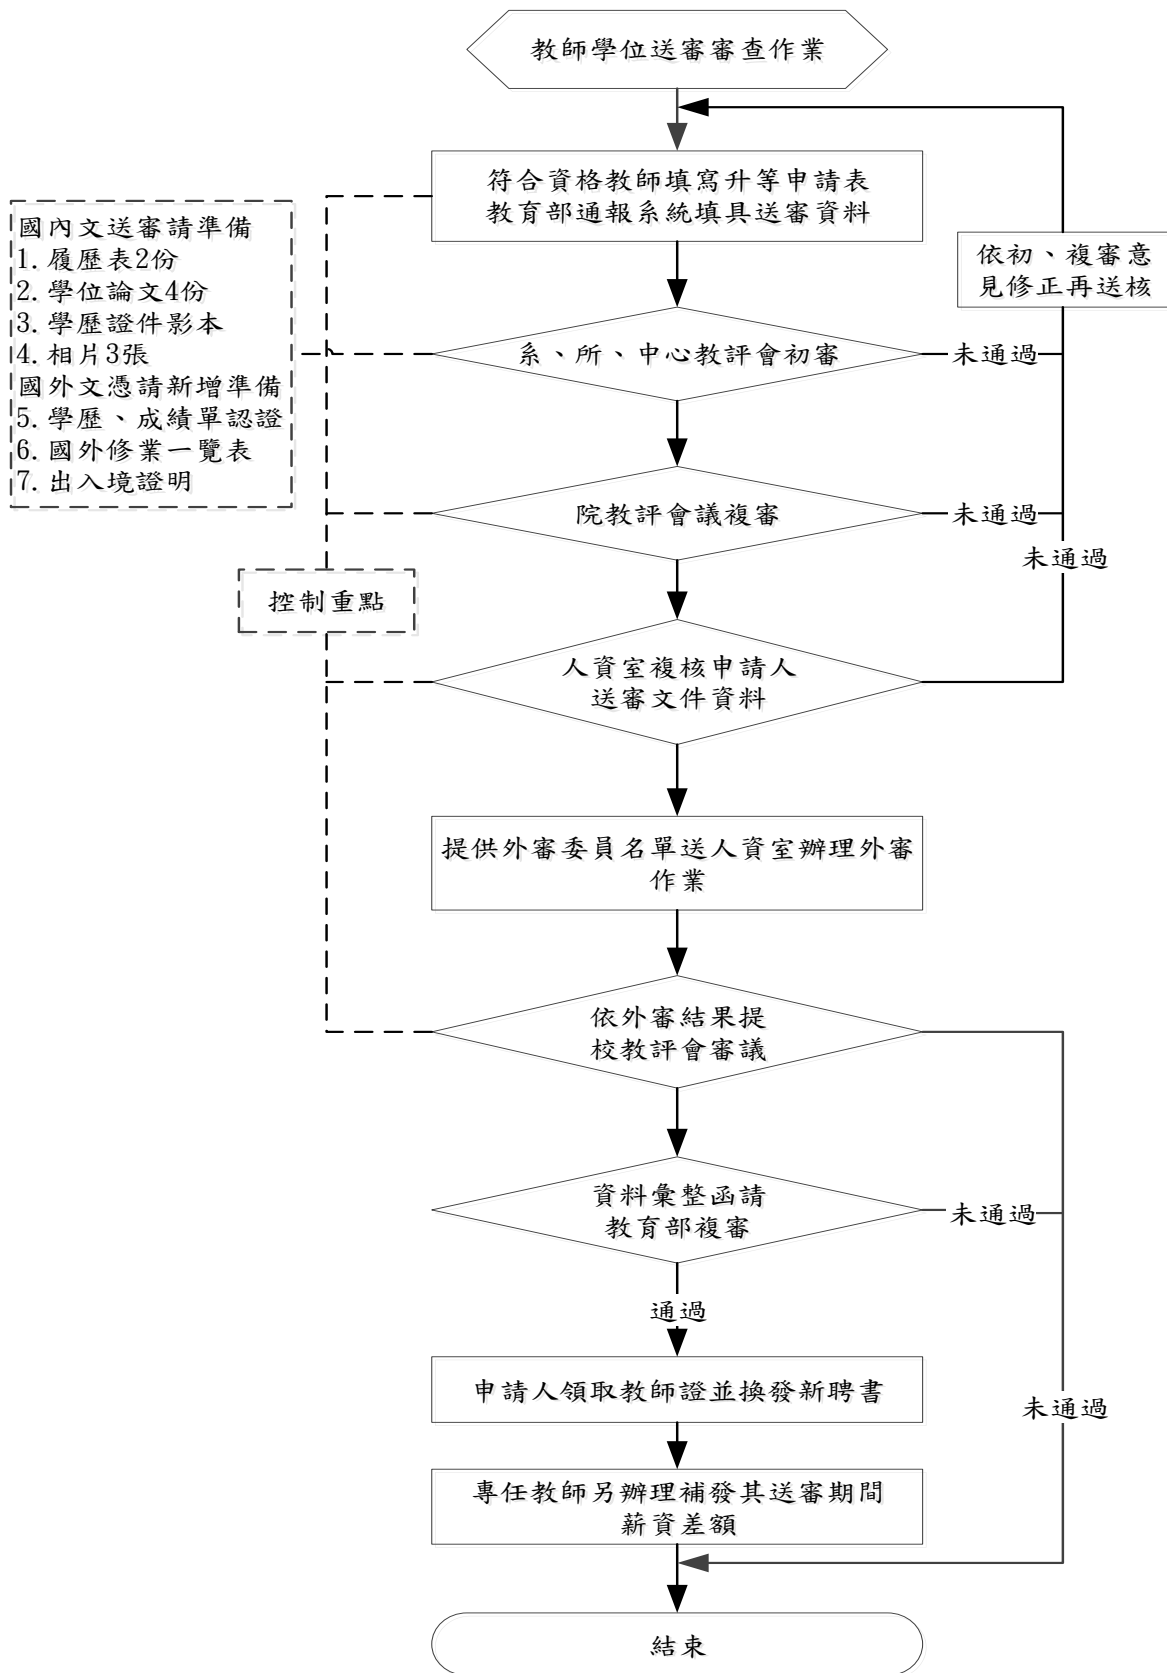 教師學位送審審查作業
符合資格教師填寫升等申請表
教育部通報系統填具送審資料
國內文送審請準備
1. 履歷表2份
2. 學位論文4份
3. 學歷證件影本
4. 相片3張
國外文憑請新增準備
5. 學歷、成績單認證
6. 國外修業一覽表
7. 出入境證明
依初、複審意
見修正再送核
系、所、中心教評會初審
未通過
院教評會議複審
未通過
未通過
控制重點
人資室複核申請人
送審文件資料
提供外審委員名單送人資室辦理外審
作業
依外審結果提
校教評會審議
資料彙整函請
教育部複審
未通過
通過
申請人領取教師證並換發新聘書
未通過
專任教師另辦理補發其送審期間
薪資差額
結束